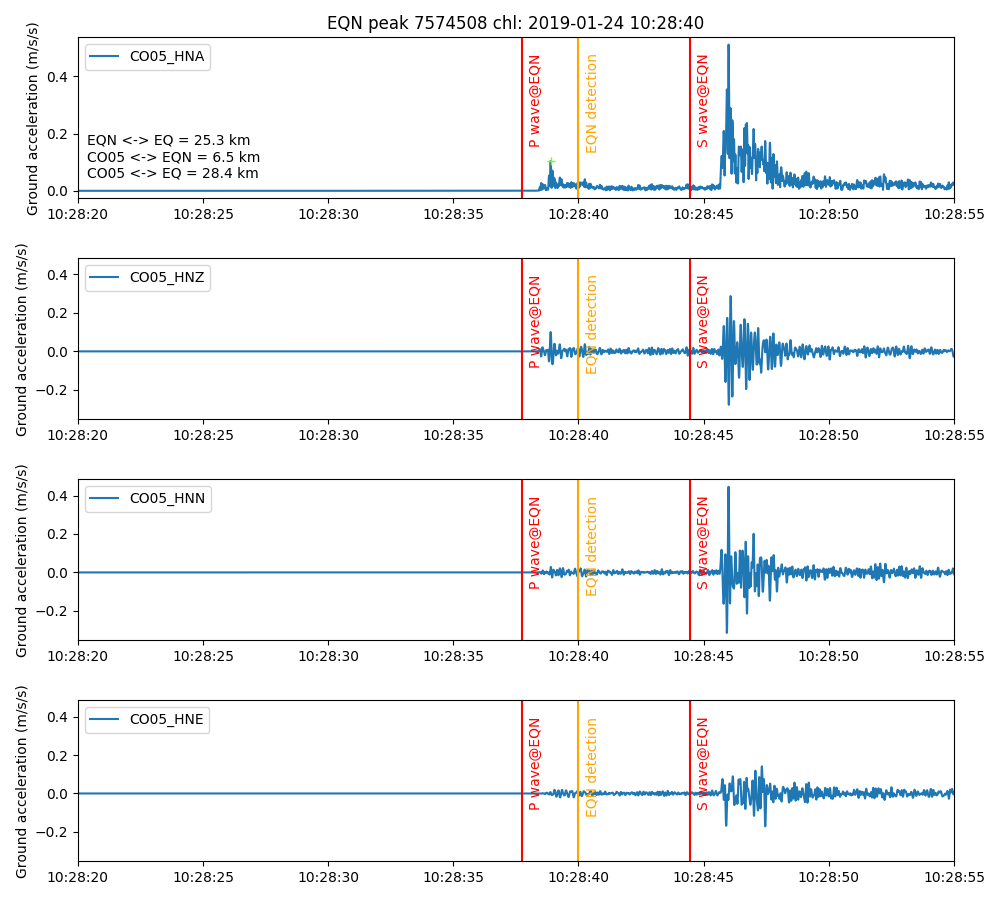 EQN peak 7574508 chl: 2019-01-24 10:28:40
Ground acceleration (m/s/s)
0.4
0.2
0.0
CO05_HNA
EQN <-> EQ = 25.3 km
CO05 <-> EQN = 6.5 km
CO05 <-> EQ = 28.4 km
P wave@EQN
EQN detection
S wave@EQN
10:28:20 10:28:25 10:28:30 10:28:35 10:28:40 10:28:45 10:28:50 10:28:55
Ground acceleration (m/s/s)
0.4
0.2
0.0
−0.2
CO05_HNZ
P wave@EQN
EQN detection
S wave@EQN
10:28:20 10:28:25 10:28:30 10:28:35 10:28:40 10:28:45 10:28:50 10:28:55
Ground acceleration (m/s/s)
0.4
0.2
0.0
−0.2
CO05_HNN
P wave@EQN
EQN detection
S wave@EQN
10:28:20 10:28:25 10:28:30 10:28:35 10:28:40 10:28:45 10:28:50 10:28:55
Ground acceleration (m/s/s)
0.4
0.2
0.0
−0.2
CO05_HNE
P wave@EQN
EQN detection
S wave@EQN
10:28:20 10:28:25 10:28:30 10:28:35 10:28:40 10:28:45 10:28:50 10:28:55